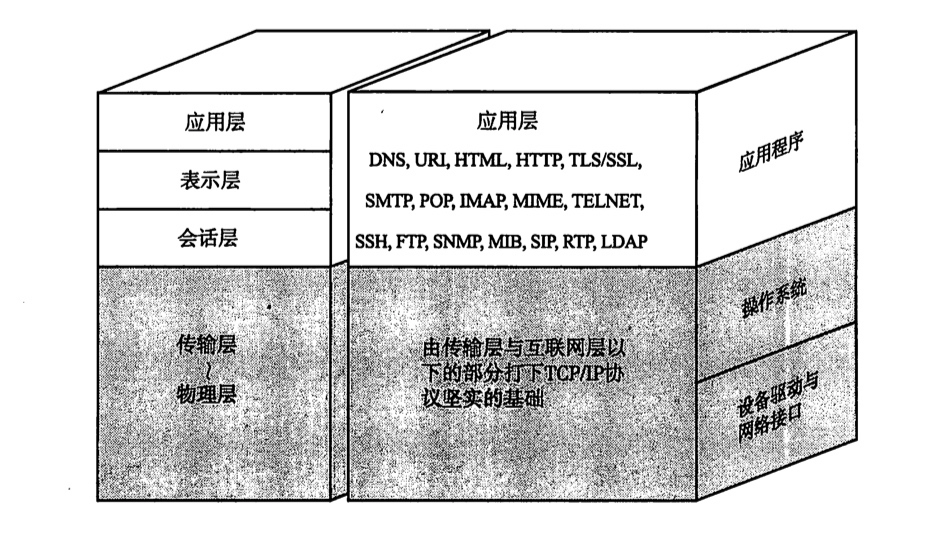 应用层
表示层
会话层
传输层
~
物理层
应用层
DNS, URI, HTML, HTTP, TLS/SSL,
SMTP, POP, IMAP, MIME, TELNET,
SSH, FTP, SNMP, MIB, SIP, RTP, LDAP
由传输层与互联网层以
下的部分打下TCP/IP协
议坚实的基础
应用程序
操作系统
设备驱动与
网络接口